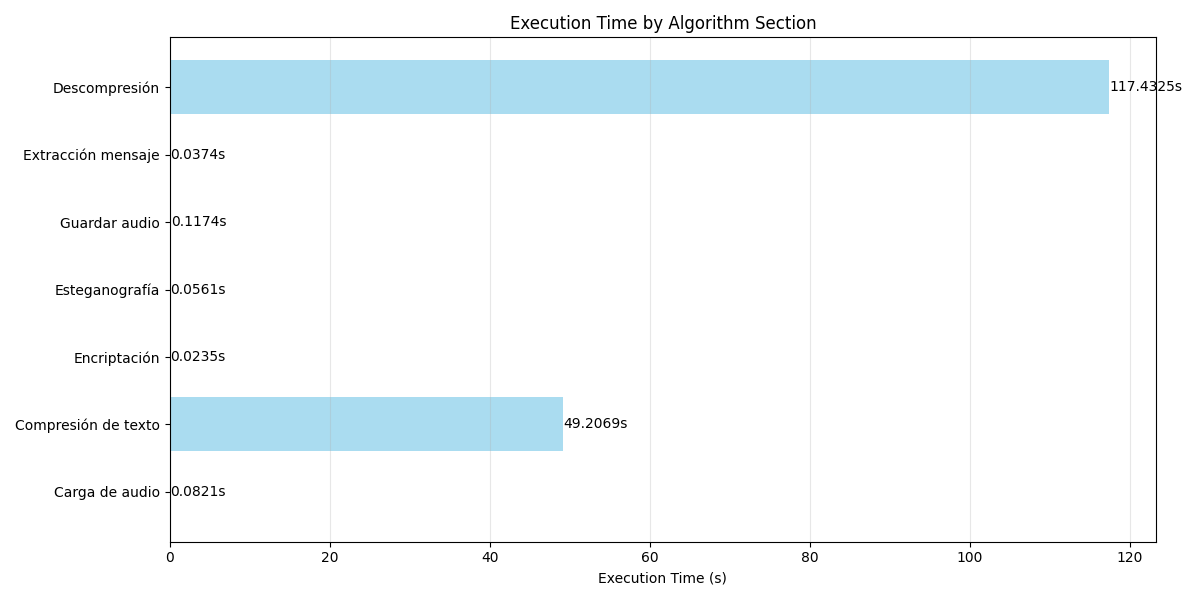 Execution Time by Algorithm Section
Descompresión
117.4325s
Extracción mensaje
0.0374s
Guardar audio
0.1174s
Esteganografía
0.0561s
Encriptación
0.0235s
Compresión de texto
49.2069s
Carga de audio
0.0821s
0 20 40 60 80 100 120
Execution Time (s)